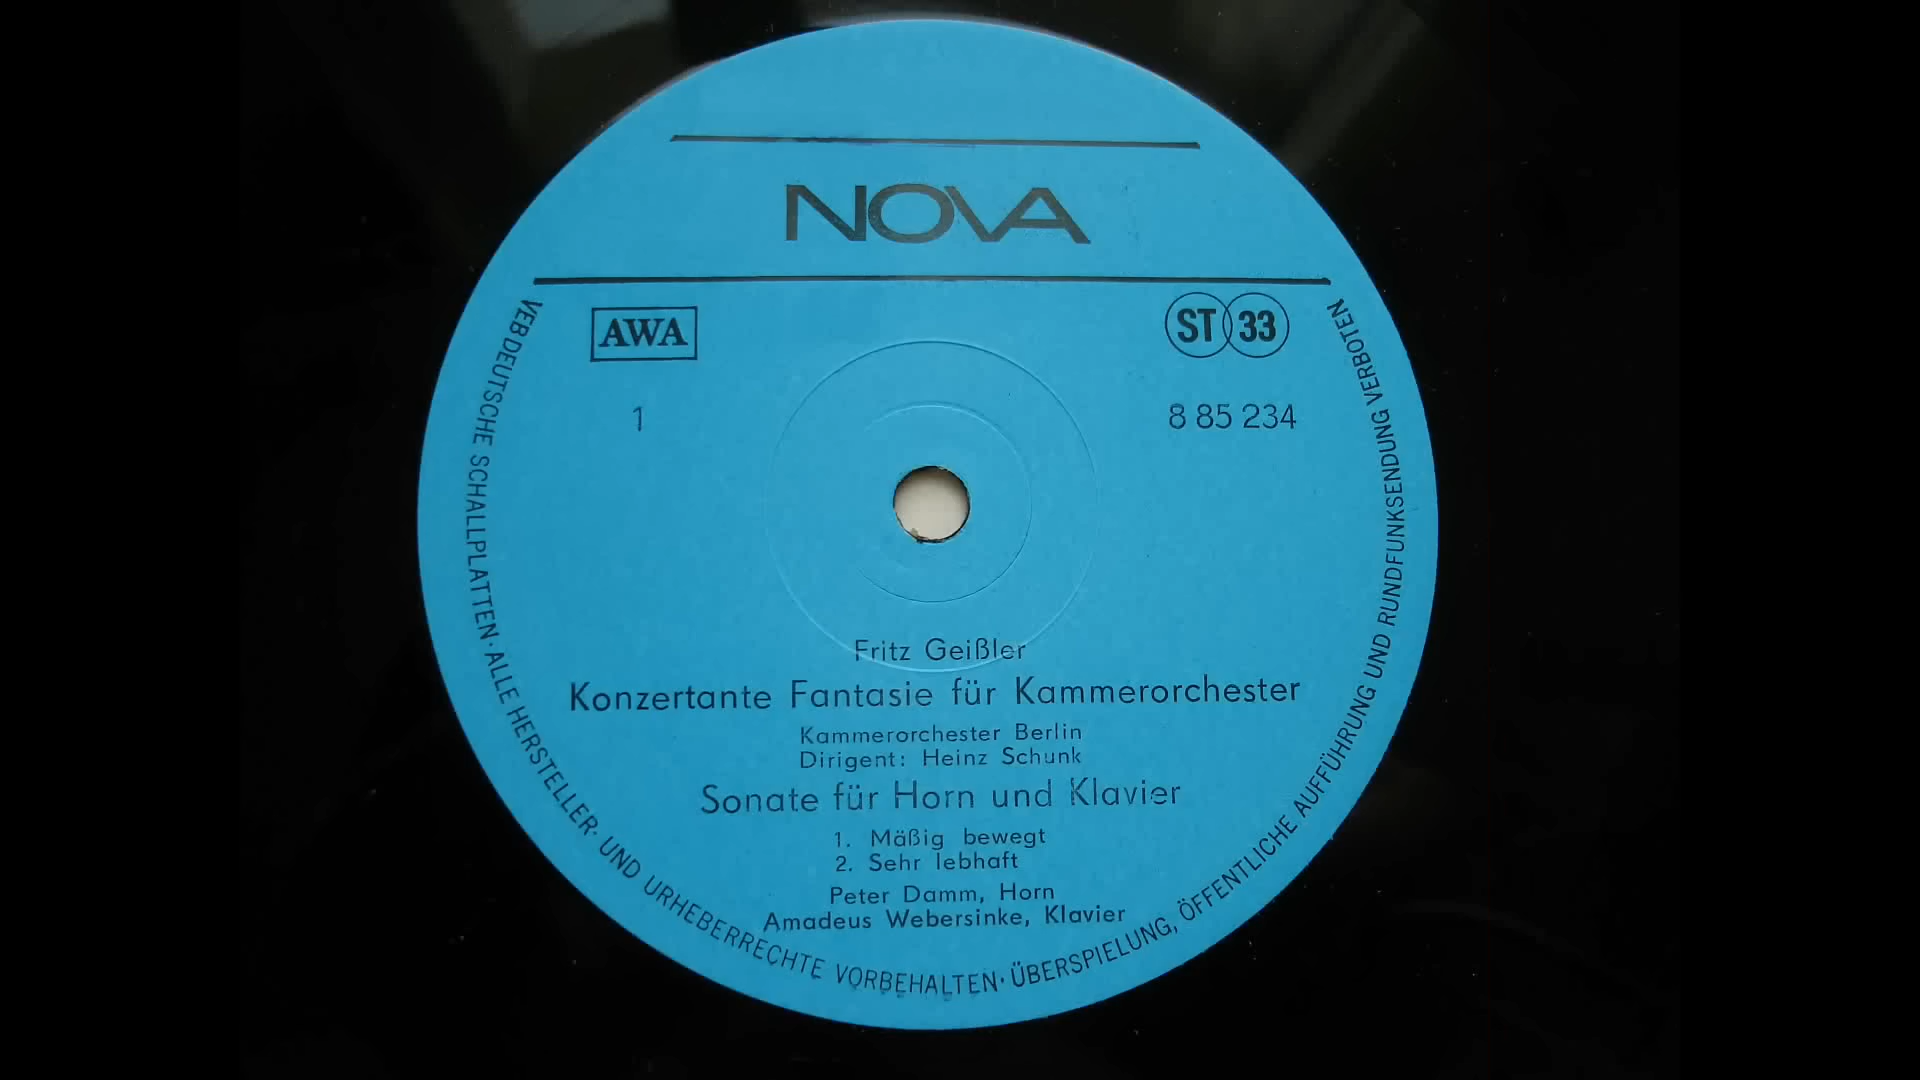 NOVA
AWA
ST 33
1
8 85 234
Fritz Geißler
Konzertante Fantasie für Kammerorchester
Kammerorchester Berlin
Dirigent: Heinz Schunk
Sonate für Horn und Klavier
1. Mäßig bewegt
2. Sehr lebhaft
Peter Damm, Horn
Amadeus Webersinke, Klavier
VEB DEUTSCHE SCHALLPLATTEN · ALLE HERSTELLER- UND URHEBERRECHTE VORBEHALTEN · ÜBERSPIELUNG, ÖFFENTLICHE AUFFÜHRUNG UND RUNDFUNKSENDUNG VERBOTEN